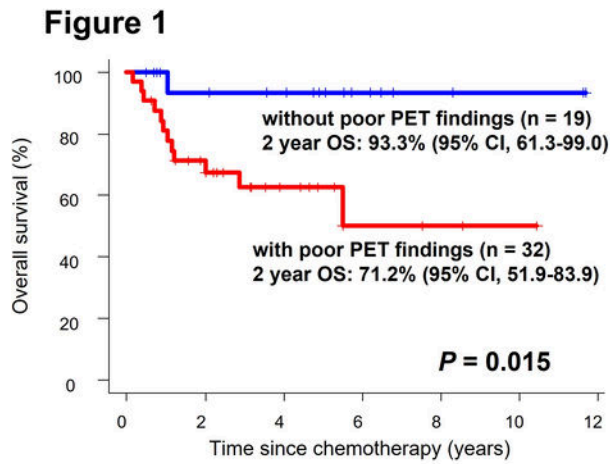 Figure 1
Overall survival (%)
100
80
60
40
20
0
without poor PET findings (n = 19)
2 year OS: 93.3% (95% CI, 61.3-99.0)
with poor PET findings (n = 32)
2 year OS: 71.2% (95% CI, 51.9-83.9)
P = 0.015
0 2 4 6 8 10 12
Time since chemotherapy (years)